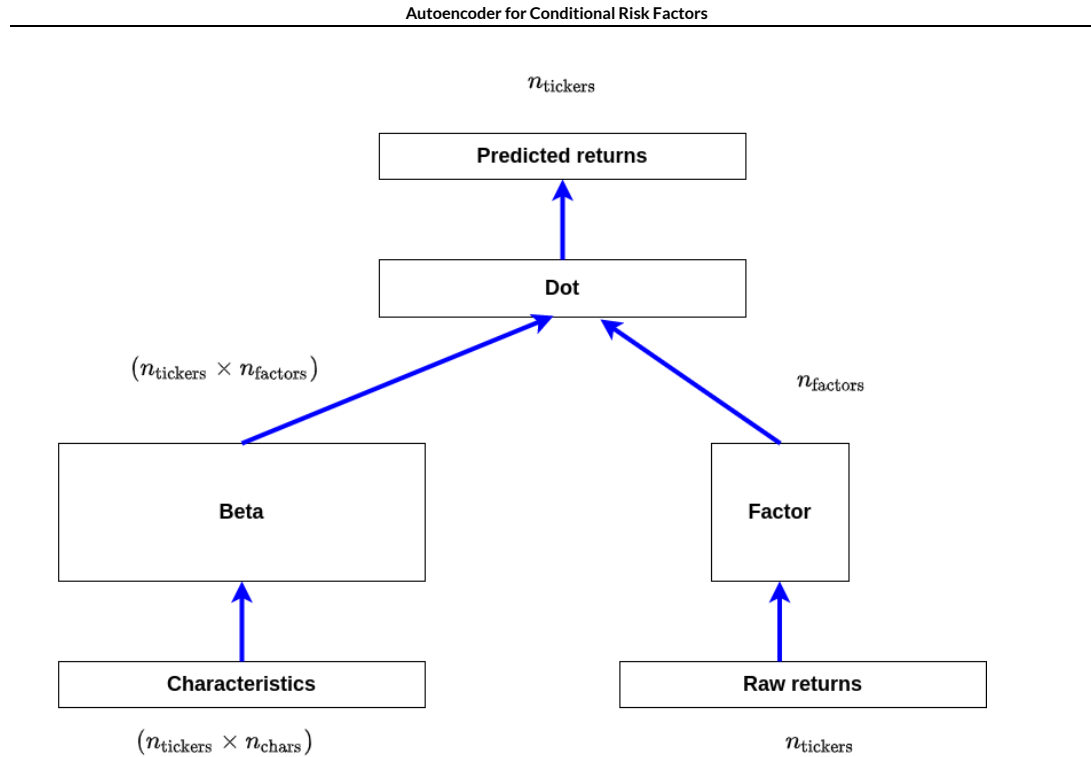 Autoencoder for Conditional Risk Factors
n_tickers
Predicted returns
Dot
(n_tickers × n_factors)
n_factors
Beta
Factor
Characteristics
Raw returns
(n_tickers × n_chars)
n_tickers